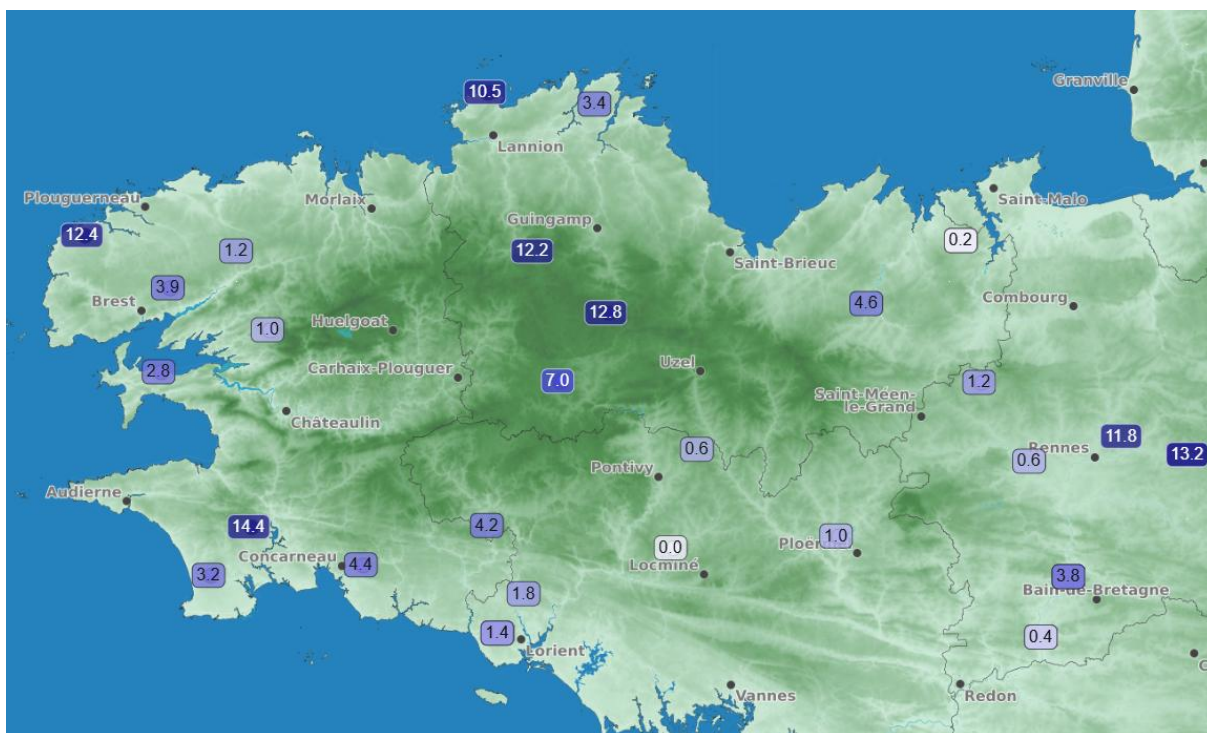 Granville
10.5
3.4
Lannion
Saint-Malo
Plouguerneau
Morlaix
Guingamp
12.4
1.2
12.2
0.2
Saint-Brieuc
3.9
Brest
4.6
Combourg
12.8
Huelgoat
1.0
Uzel
Carhaix-Plouguer
2.8
7.0
1.2
Saint-Méen-
le-Grand
Châteaulin
11.8
0.6
Rennes
13.2
0.6
Pontivy
Audierne
14.4
4.2
1.0
0.0
Concarneau
4.4
Locminé
3.2
3.8
Bain-de-Bretagne
1.8
1.4
0.4
Lorient
Vannes
Redon